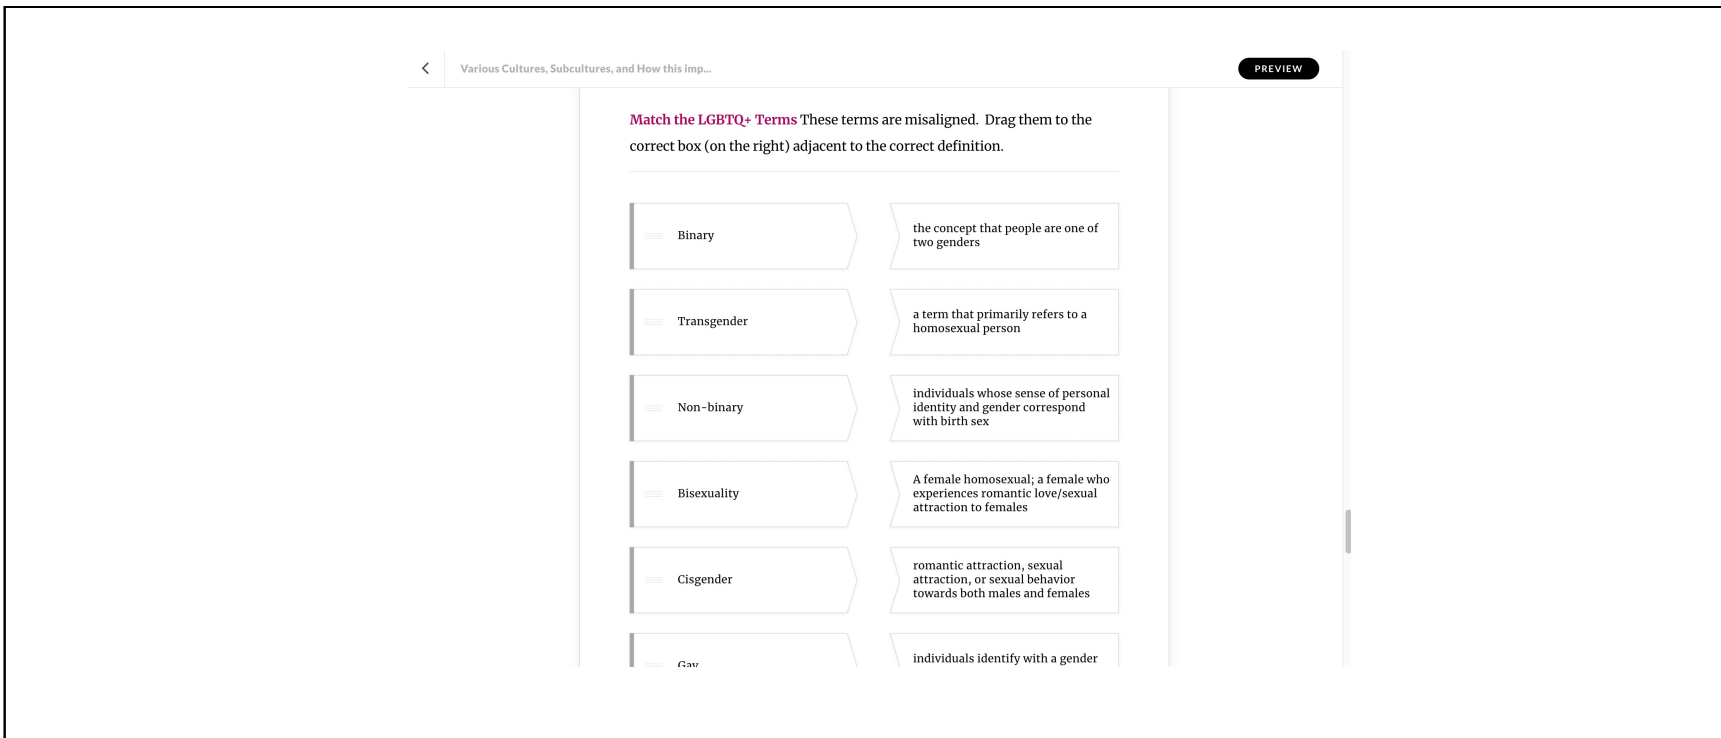 Various Cultures, Subcultures, and How this imp...
PREVIEW
Match the LGBTQ+ Terms These terms are misaligned.  Drag them to the
correct box (on the right) adjacent to the correct definition.
Binary
the concept that people are one of
two genders
Transgender
a term that primarily refers to a
homosexual person
Non-binary
individuals whose sense of personal
identity and gender correspond
with birth sex
Bisexuality
A female homosexual; a female who
experiences romantic love/sexual
attraction to females
Cisgender
romantic attraction, sexual
attraction, or sexual behavior
towards both males and females
Gay
individuals identify with a gender